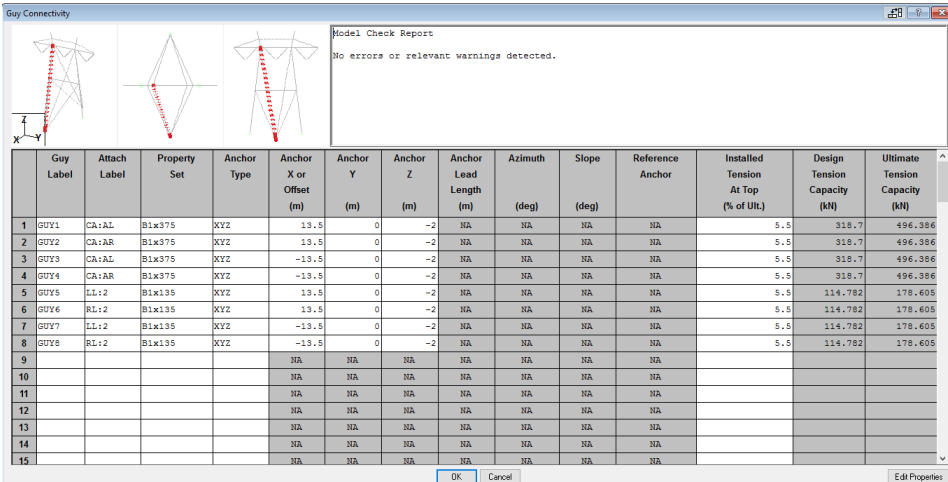 Guy Connectivity
Model Check Report
No errors or relevant warnings detected.
Z
X Y
Guy Label Attach Label Property Set Anchor Type Anchor X or Offset (m) Anchor Y (m) Anchor Z (m) Anchor Lead Length (m) Azimuth (deg) Slope (deg) Reference Anchor Installed Tension At Top (% of Ult.) Design Tension Capacity (kN) Ultimate Tension Capacity (kN)
1 GUY1 CA:AL B1x375 XYZ 13.5 0 -2 NA NA NA NA 5.5 318.7 496.386
2 GUY2 CA:AR B1x375 XYZ 13.5 0 -2 NA NA NA NA 5.5 318.7 496.386
3 GUY3 CA:AL B1x375 XYZ -13.5 0 -2 NA NA NA NA 5.5 318.7 496.386
4 GUY4 CA:AR B1x375 XYZ -13.5 0 -2 NA NA NA NA 5.5 318.7 496.386
5 GUY5 LL:2 B1x135 XYZ 13.5 0 -2 NA NA NA NA 5.5 114.782 178.605
6 GUY6 RL:2 B1x135 XYZ 13.5 0 -2 NA NA NA NA 5.5 114.782 178.605
7 GUY7 LL:2 B1x135 XYZ -13.5 0 -2 NA NA NA NA 5.5 114.782 178.605
8 GUY8 RL:2 B1x135 XYZ -13.5 0 -2 NA NA NA NA 5.5 114.782 178.605
9 NA NA NA NA NA NA NA
10 NA NA NA NA NA NA NA
11 NA NA NA NA NA NA NA
12 NA NA NA NA NA NA NA
13 NA NA NA NA NA NA NA
14 NA NA NA NA NA NA NA
15 NA NA NA NA NA NA NA
OK Cancel Edit Properties